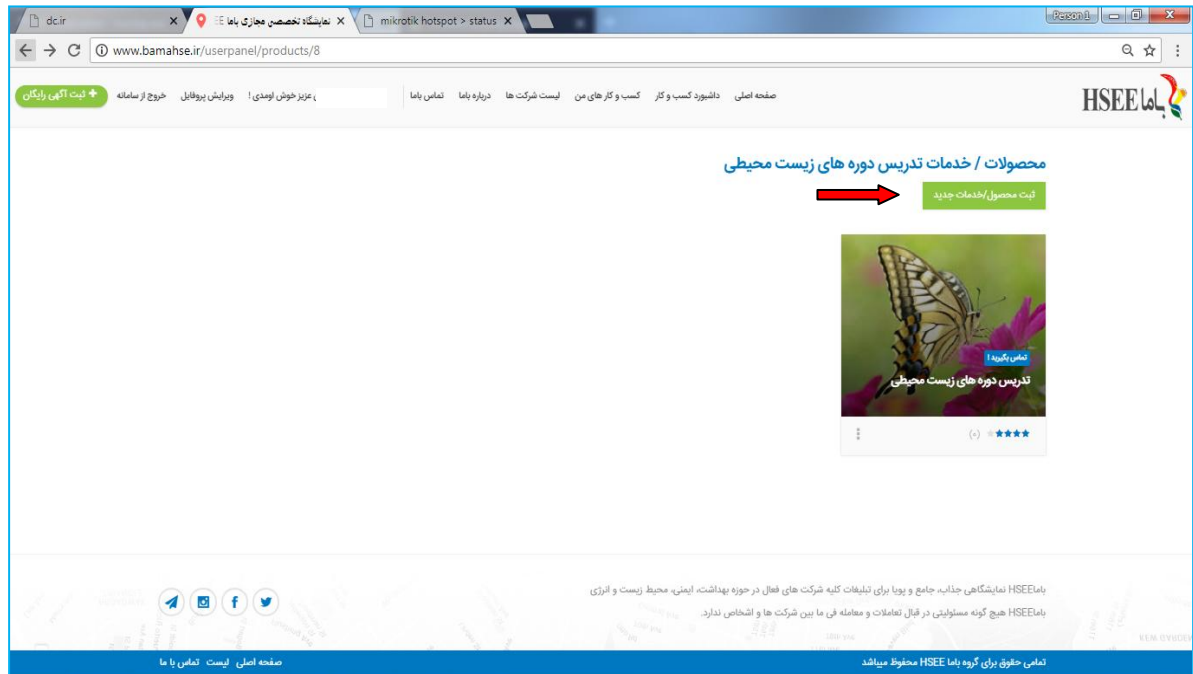 dc.ir
نمایشگاه تخصصی مجازی باما
mikrotik hotspot > status
Person 1
www.bamahse.ir/userpanel/products/8
باما HSEE
صفحه اصلی داشبورد کسب و کار کسب و کار های من لیست شرکت ها درباره باما تماس باما
عزیز خوش اومدی ! ویرایش پروفایل خروج از سامانه + ثبت آگهی رایگان
محصولات / خدمات تدریس دوره های زیست محیطی
ثبت محصول/خدمات جدید
تماس بگیرید !
تدریس دوره های زیست محیطی
(۰)
باماHSEE نمایشگاهی جذاب، جامع و پویا برای تبلیغات کلیه شرکت های فعال در حوزه بهداشت، ایمنی، محیط زیست و انرژی
باماHSEE هیچ گونه مسئولیتی در قبال تعاملات و معامله فی ما بین شرکت ها و اشخاص ندارد.
تمامی حقوق برای گروه باما HSEE محفوظ میباشد
صفحه اصلی لیست تماس با ما